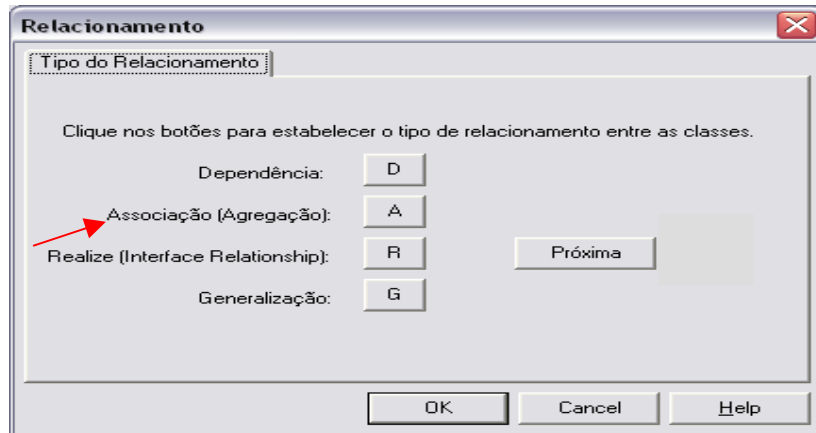 Relacionamento
Tipo do Relacionamento
Clique nos botões para estabelecer o tipo de relacionamento entre as classes.
Dependência: D
Associação (Agregação): A
Realize (Interface Relationship): R Próxima
Generalização: G
OK Cancel Help